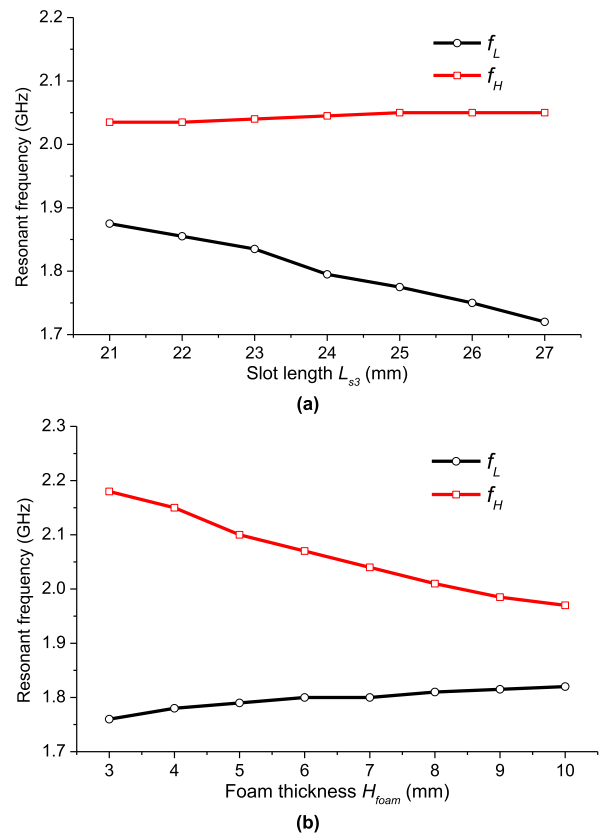 2.2
2.1
2.0
1.9
1.8
1.7
Resonant frequency (GHz)
f_L
f_H
21 22 23 24 25 26 27
Slot length L_s3 (mm)
(a)
2.3
2.2
2.1
2.0
1.9
1.8
1.7
Resonant frequency (GHz)
f_L
f_H
3 4 5 6 7 8 9 10
Foam thickness H_foam (mm)
(b)